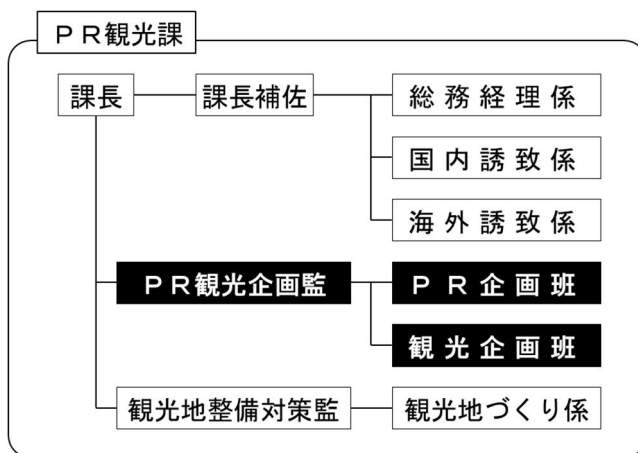 ＰＲ観光課
課長
課長補佐
総務経理係
国内誘致係
海外誘致係
ＰＲ観光企画監
ＰＲ企画班
観光企画班
観光地整備対策監
観光地づくり係